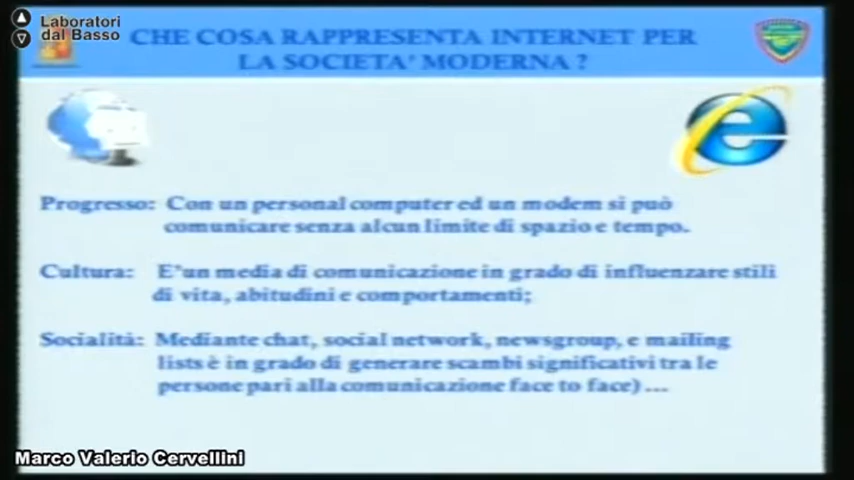 Laboratori
dal Basso
CHE COSA RAPPRESENTA INTERNET PER
LA SOCIETA' MODERNA ?
Progresso: Con un personal computer ed un modem si può
comunicare senza alcun limite di spazio e tempo.
Cultura: E'un media di comunicazione in grado di influenzare stili
di vita, abitudini e comportamenti;
Socialità: Mediante chat, social network, newsgroup, e mailing
lists è in grado di generare scambi significativi tra le
persone pari alla comunicazione face to face) ...
Marco Valerio Cervellini